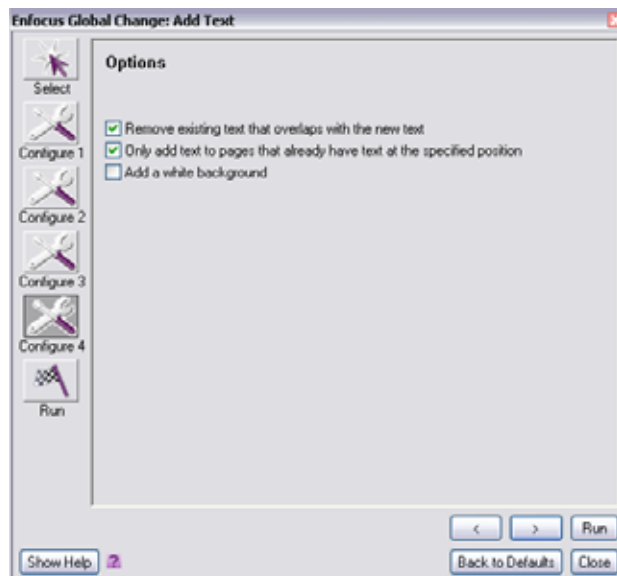 Enfocus Global Change: Add Text
Select
Configure 1
Configure 2
Configure 3
Configure 4
Run
Options
Remove existing text that overlaps with the new text
Only add text to pages that already have text at the specified position
Add a white background
< > Run
Show Help ? Back to Defaults Close